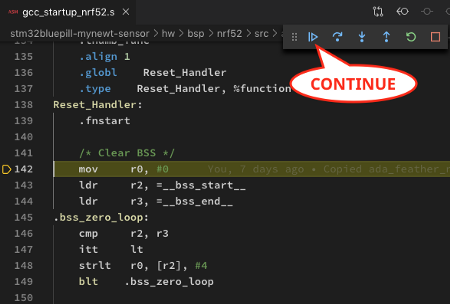 gcc_startup_nrf52.s
stm32bluepill-mynewt-sensor > hw > bsp > nrf52 > src >
134 .thumb_func
135 .align 1
136 .globl Reset_Handler
137 .type Reset_Handler, %function
CONTINUE
138 Reset_Handler:
139 .fnstart
140
141 /* Clear BSS */
142 mov r0, #0 You, 7 days ago • Copied ada_feather_
143 ldr r2, =__bss_start__
144 ldr r3, =__bss_end__
145 .bss_zero_loop:
146 cmp r2, r3
147 itt lt
148 strlt r0, [r2], #4
149 blt .bss_zero_loop
150